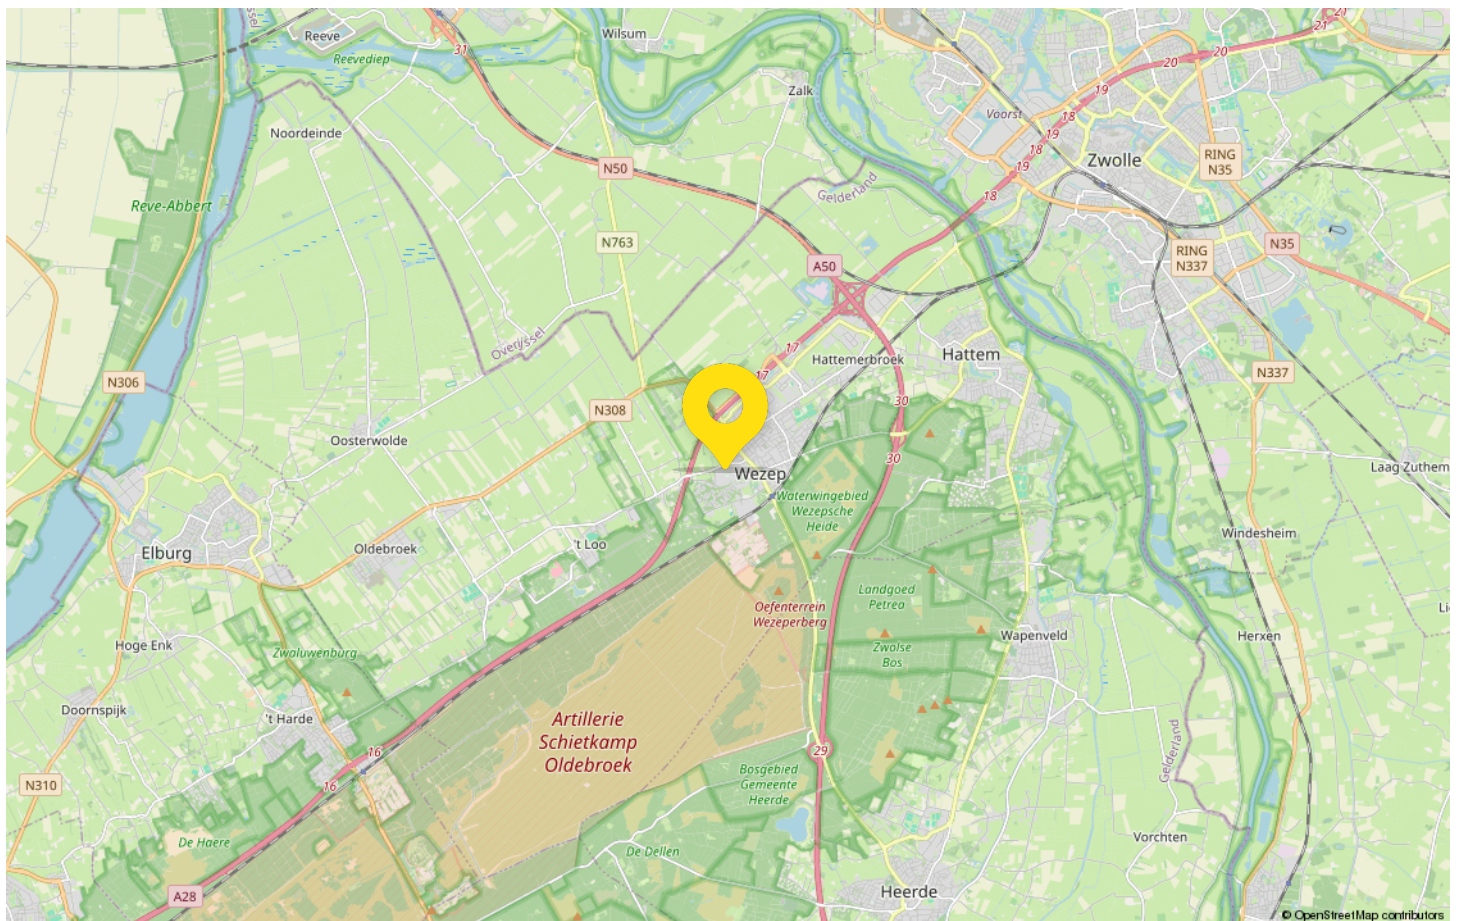 Reeve
Reevediep
31
Wilsum
Zalk
Voorst
21
21
20
20
19
18
19
18
19
18
Zwolle
RING
N35
Noordeinde
N50
Gelderland
Reve-Abbert
N763
A50
RING
N337
N35
Overijssel
Hattemerbroek
Hattem
17
17
N306
N308
30
30
N337
Oosterwolde
Wezep
Waterwingebied
Wezepsche
Heide
Laag Zuthem
Windesheim
Elburg
Oldebroek
't Loo
Landgoed
Petrea
Oefenterrein
Wezeperberg
Zwolse
Bos
Wapenveld
Herxen
Hoge Enk
Zwaluwenburg
Doornspijk
't Harde
16
16
Artillerie
Schietkamp
Oldebroek
29
Gelderland
N310
Bosgebied
Gemeente
Heerde
De Haere
De Dellen
Vorchten
A28
Heerde
© OpenStreetMap contributors